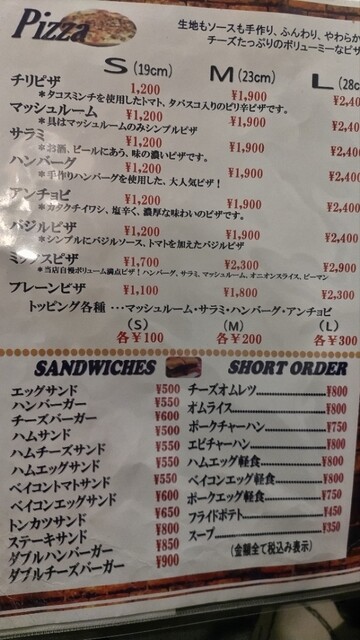 Pizza
生地もソースも手作り、ふんわり、やわらか
チーズたっぷりのボリューミーなピザ
S (19cm) M (23cm) L (28c
チリピザ 1,200 ¥1,900 ¥2,40
*タコスミンチを使用したトマト、タバスコ入りのピリ辛ピザです。
マッシュルーム ¥1,200 ¥1,900 ¥2,40
*具はマッシュルームのみシンプルピザ
サラミ ¥1,200 ¥1,900 ¥2,400
*お酒、ビールにあう、味の濃いピザです。
ハンバーグ ¥1,200 ¥1,900 ¥2,400
*手作りハンバーグを使用した、大人気ピザ!
アンチョビ ¥1,200 ¥1,900 ¥2,400
*カタクチイワシ、塩辛く、濃厚な味わいのピザです。
バジルピザ ¥1,200 ¥1,900 ¥2,400
*シンプルにバジルソース、トマトを加えたバジルピザ
ミックスピザ ¥1,700 ¥2,300 ¥2,900
*当店自慢ボリューム満点ピザ!ハンバーグ、サラミ、マッシュルーム、オニオンスライス、ピーマン
プレーンピザ ¥1,100 ¥1,800 ¥2,300
トッピング各種 …マッシュルーム・サラミ・ハンバーグ・アンチョビ
(S) (M) (L)
各¥100 各¥200 各¥300
SANDWICHES
エッグサンド ¥500
ハンバーガー ¥550
チーズバーガー ¥600
ハムサンド ¥500
ハムチーズサンド ¥550
ハムエッグサンド ¥550
ベイコントマトサンド ¥550
ベイコンエッグサンド ¥600
トンカツサンド ¥650
ステーキサンド ¥800
ダブルハンバーガー ¥850
ダブルチーズバーガー ¥900
SHORT ORDER
チーズオムレツ ¥800
オムライス ¥800
ポークチャーハン ¥750
エビチャーハン ¥800
ハムエッグ軽食 ¥800
ベイコンエッグ軽食 ¥800
ポークエッグ軽食 ¥750
フライドポテト ¥450
スープ ¥350
(金額全て税込み表示)